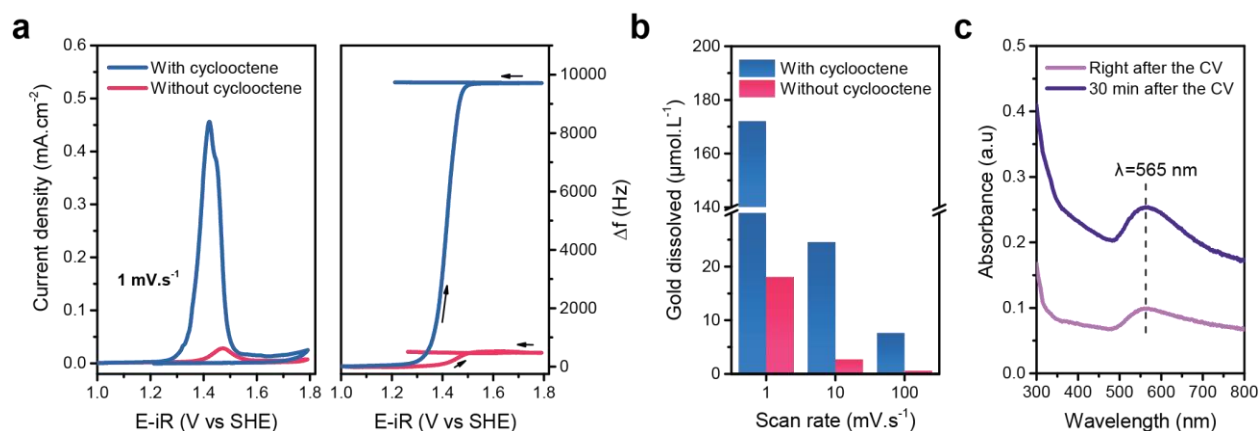 a
With cyclooctene
Without cyclooctene
1 mV.s⁻¹
Current density (mA.cm⁻²)
0.6
0.5
0.4
0.3
0.2
0.1
0.0
1.0 1.2 1.4 1.6 1.8
E-iR (V vs SHE)
1.0 1.2 1.4 1.6 1.8
E-iR (V vs SHE)
10000
8000
6000
4000
2000
0
Δf (Hz)
b
With cyclooctene
Without cyclooctene
Gold dissolved (µmol.L⁻¹)
200
190
180
170
160
150
140
20
10
0
1 10 100
Scan rate (mV.s⁻¹)
c
Right after the CV
30 min after the CV
λ=565 nm
Absorbance (a.u)
0.5
0.4
0.3
0.2
0.1
0.0
300 400 500 600 700 800
Wavelength (nm)